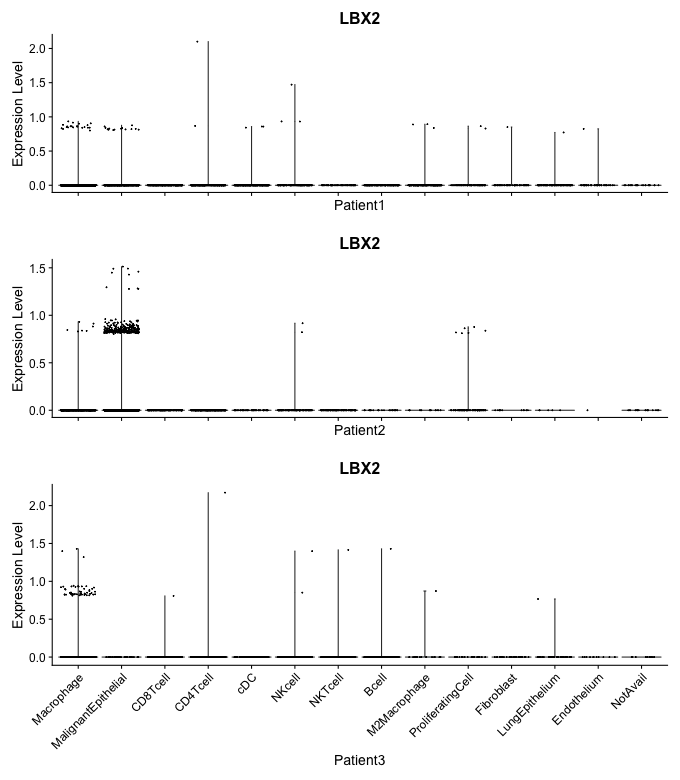 LBX2
Expression Level
2.0
1.5
1.0
0.5
0.0
Patient1
LBX2
Expression Level
1.5
1.0
0.5
0.0
Patient2
LBX2
Expression Level
2.0
1.5
1.0
0.5
0.0
Macrophage
MalignantEpithelial
CD8Tcell
CD4Tcell
cDC
NKcell
NKTcell
Bcell
M2Macrophage
ProliferatingCell
Fibroblast
LungEpithelium
Endothelium
NotAvail
Patient3